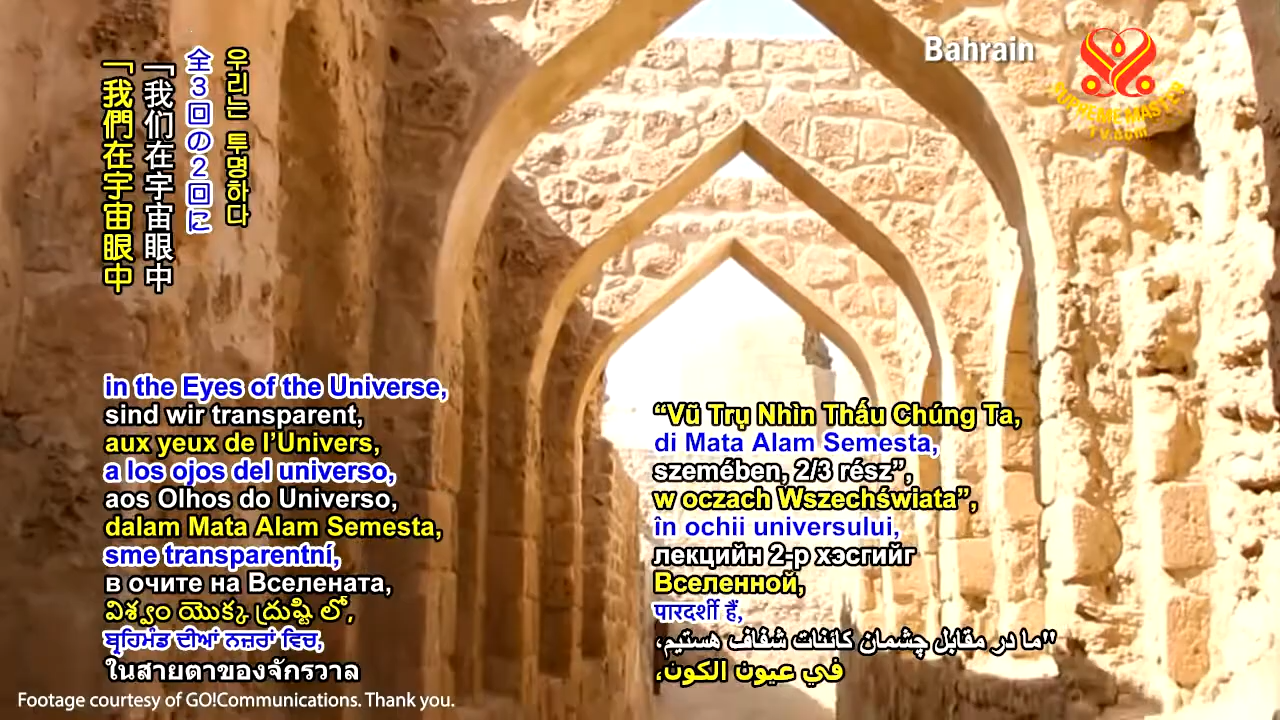 Bahrain
SUPREME MASTER
TV.com
우리는 투명하다
全3回の2回に
「我们在宇宙眼中
「我們在宇宙眼中
in the Eyes of the Universe,
sind wir transparent,
aux yeux de l’Univers,
a los ojos del universo,
aos Olhos do Universo,
dalam Mata Alam Semesta,
sme transparentní,
в очите на Вселената,
విశ్వం యొక్క ద్రుష్టి లో,
ਬ੍ਰਹਿਮੰਡ ਦੀਆਂ ਨਜ਼ਰਾਂ ਵਿਚ,
ในสายตาของจักรวาล
“Vũ Trụ Nhìn Thấu Chúng Ta,
di Mata Alam Semesta,
szemében, 2/3 rész”,
w oczach Wszechświata”,
în ochii universului,
лекцийн 2-р хэсгийг
Вселенной,
पारदर्शी हैं,
"ما در مقابل چشمان کائنات شفاف هستیم،
في عيون الكون،
Footage courtesy of GO!Communications. Thank you.